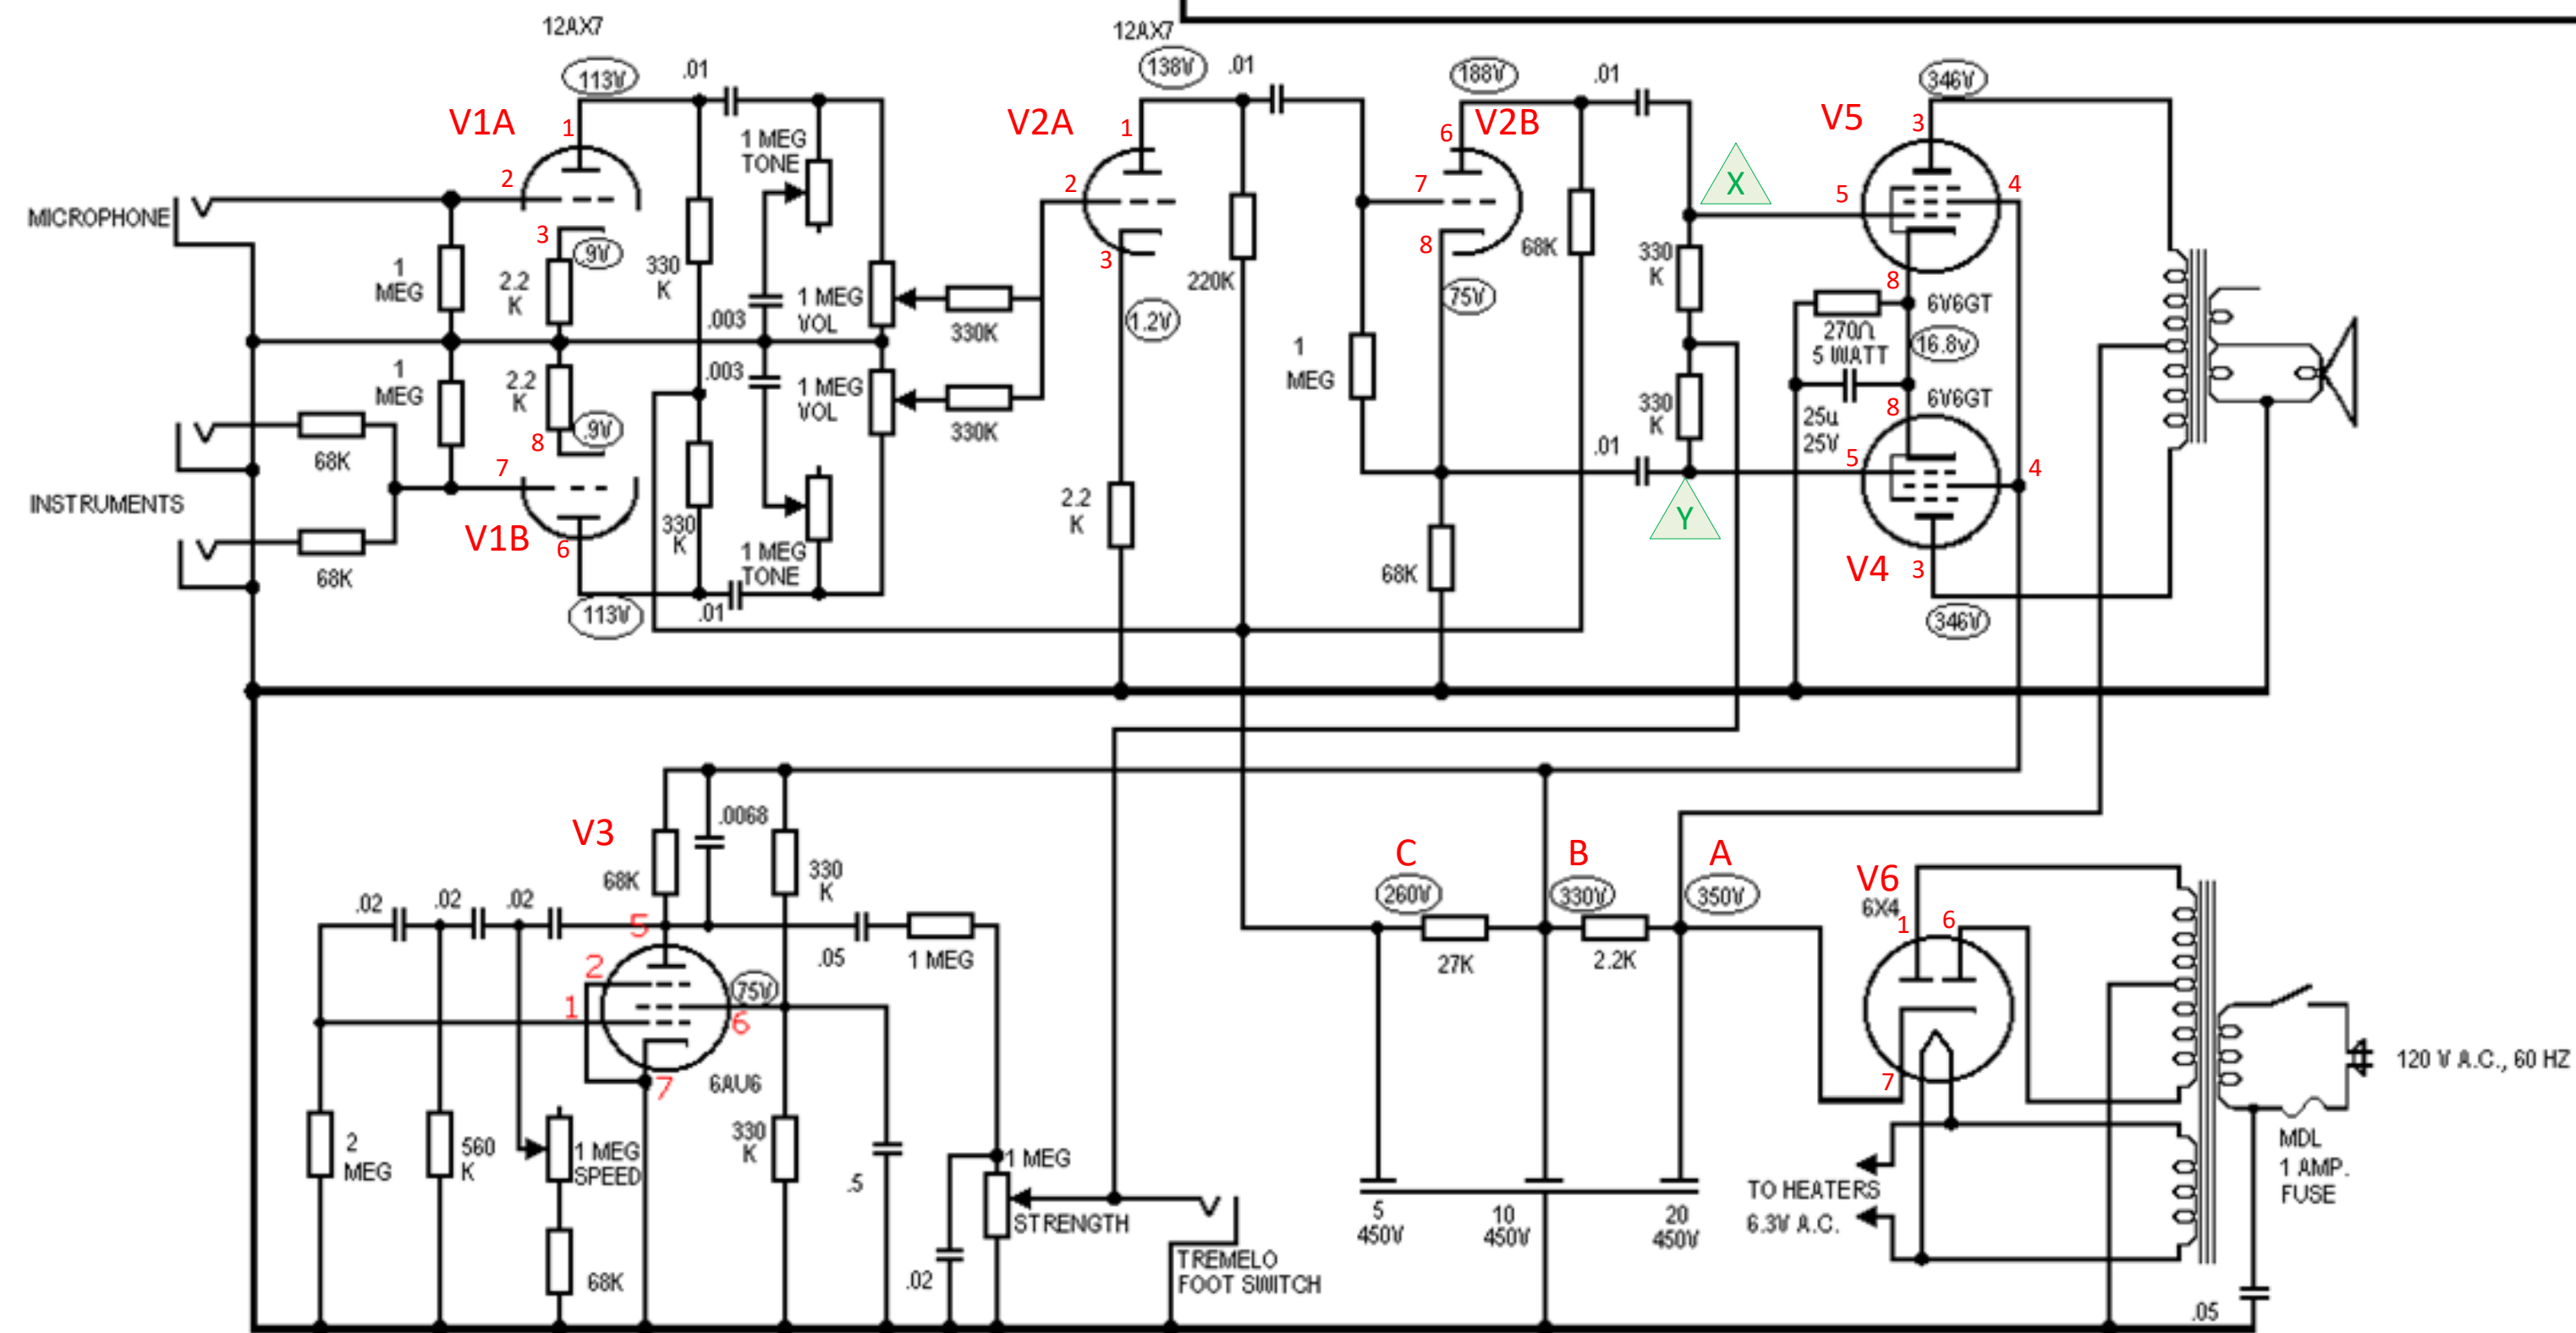 12AX7
113V
.01
V1A
1
2
3
.9V
MICROPHONE
1
MEG
2.2
K
330
K
1 MEG
TONE
.003
1 MEG
VOL
330K
1
MEG
2.2
K
.9V
8
7
.003
1 MEG
VOL
330K
INSTRUMENTS
68K
68K
V1B
6
113V
330
K
.01
1 MEG
TONE
12AX7
138V
.01
V2A
1
2
3
1.2V
220K
2.2
K
188V
.01
6
V2B
7
8
75V
68K
1
MEG
68K
X
330
K
330
K
.01
Y
346V
V5
3
5
4
8
6V6GT
270Ω
5 WATT
16.8v
25u
25V
8
6V6GT
5
4
V4
3
346V
V3
68K
.0068
330
K
.02
.02
.02
5
2
1
75V
6
7
6AU6
.05
1 MEG
2
MEG
560
K
1 MEG
SPEED
68K
330
K
.5
.02
1 MEG
STRENGTH
TREMELO
FOOT SWITCH
C
B
A
260V
330V
350V
27K
2.2K
5
450V
10
450V
20
450V
V6
6X4
1
6
7
TO HEATERS
6.3V A.C.
120 V A.C., 60 HZ
MDL
1 AMP.
FUSE
.05